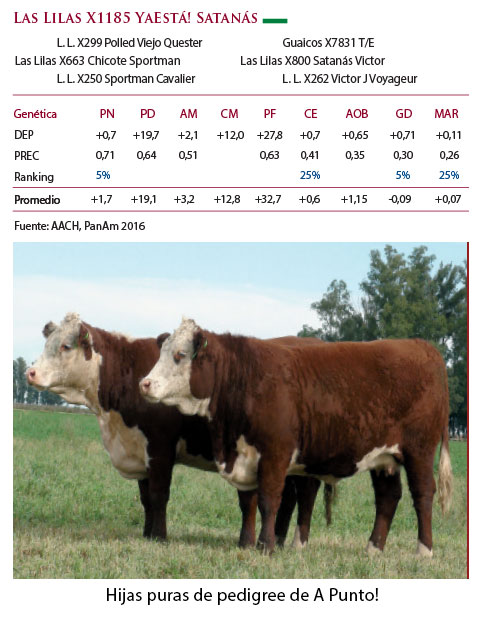 Las Lilas X1185 YaEstá! Satanás
L. L. X299 Polled Viejo Quester Guaicos X7831 T/E
Las Lilas X663 Chicote Sportman Las Lilas X800 Satanás Victor
L. L. X250 Sportman Cavalier L. L. X262 Victor J Voyageur
Genética PN PD AM CM PF CE AOB GD MAR
DEP +0,7 +19,7 +2,1 +12,0 +27,8 +0,7 +0,65 +0,71 +0,11
PREC 0,71 0,64 0,51 0,63 0,41 0,35 0,30 0,26
Ranking 5% 25% 5% 25%
Promedio +1,7 +19,1 +3,2 +12,8 +32,7 +0,6 +1,15 -0,09 +0,07
Fuente: AACH, PanAm 2016
Hijas puras de pedigree de A Punto!